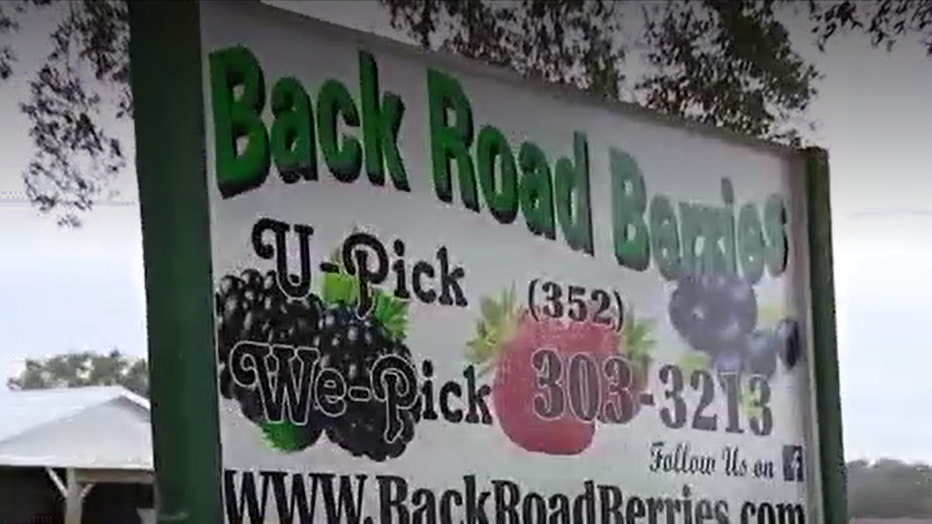 Back Road Berries
U-Pick
(352)
We-Pick 303-3213
Follow Us on
WWW.BackRoadBerries.com